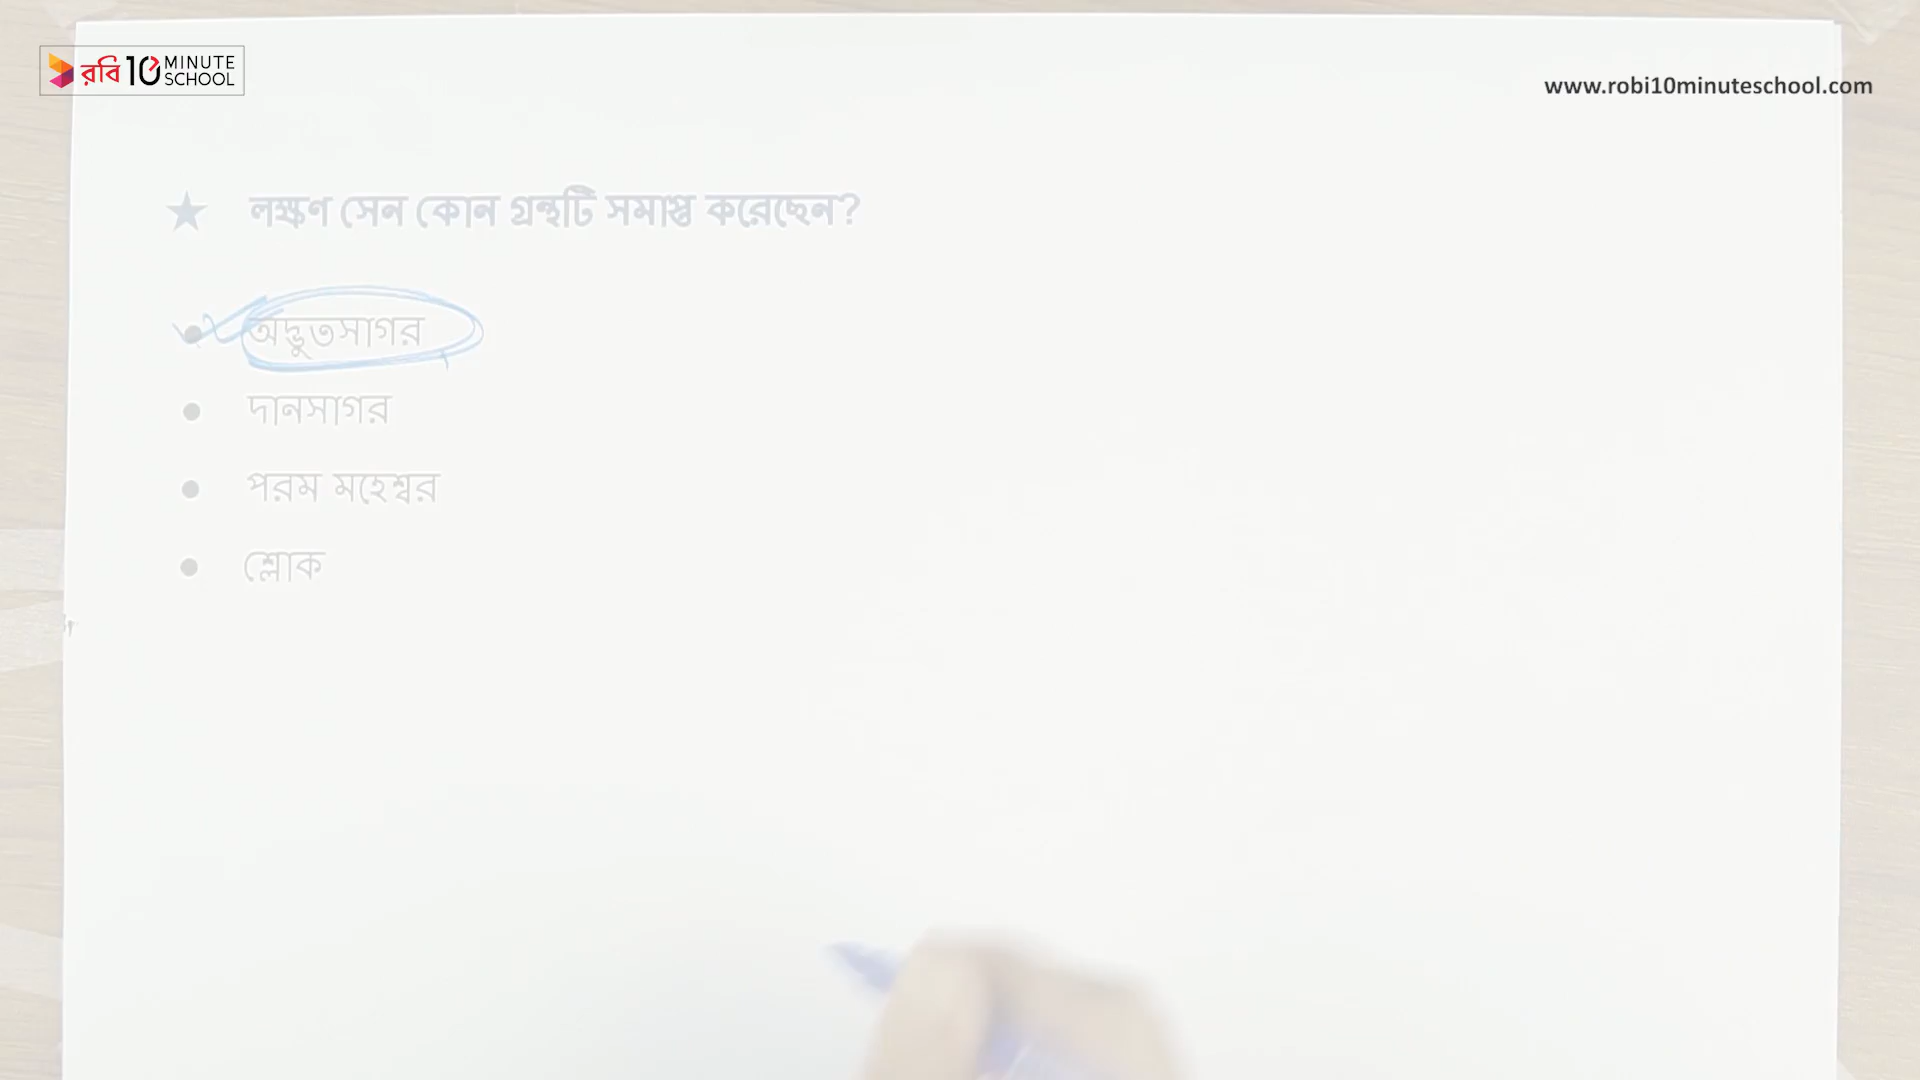 রবি 10 MINUTE SCHOOL
www.robi10minuteschool.com
★ লক্ষণ সেন কোন গ্রন্থটি সমাপ্ত করেছেন?
● অদ্ভুতসাগর
● দানসাগর
● পরম মহেশ্বর
● শ্লোক